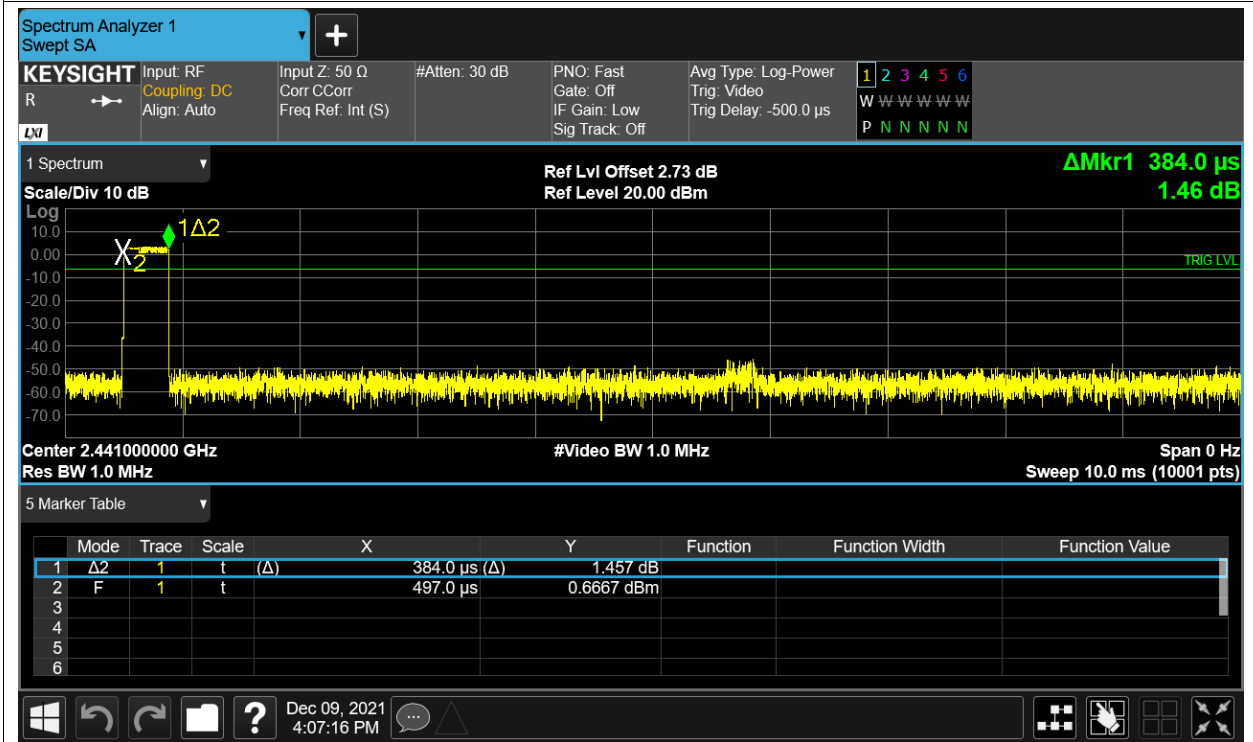 Spectrum Analyzer 1
Swept SA
KEYSIGHT Input: RF Input Z: 50 Ω #Atten: 30 dB PNO: Fast Avg Type: Log-Power 1 2 3 4 5 6
R Coupling: DC Corr CCorr Gate: Off Trig: Video W W W W W W
Align: Auto Freq Ref: Int (S) IF Gain: Low Trig Delay: -500.0 µs
LXI Sig Track: Off P N N N N N
1 Spectrum Ref Lvl Offset 2.73 dB ΔMkr1 384.0 µs
Scale/Div 10 dB Ref Level 20.00 dBm 1.46 dB
Log
10.0 1Δ2
0.00 X2
TRIG LVL
-10.0
-20.0
-30.0
-40.0
-50.0
-60.0
-70.0
Center 2.441000000 GHz #Video BW 1.0 MHz Span 0 Hz
Res BW 1.0 MHz Sweep 10.0 ms (10001 pts)
5 Marker Table
Mode Trace Scale X Y Function Function Width Function Value
1 Δ2 1 t (Δ) 384.0 µs (Δ) 1.457 dB
2 F 1 t 497.0 µs 0.6667 dBm
3
4
5
6
? Dec 09, 2021
4:07:16 PM